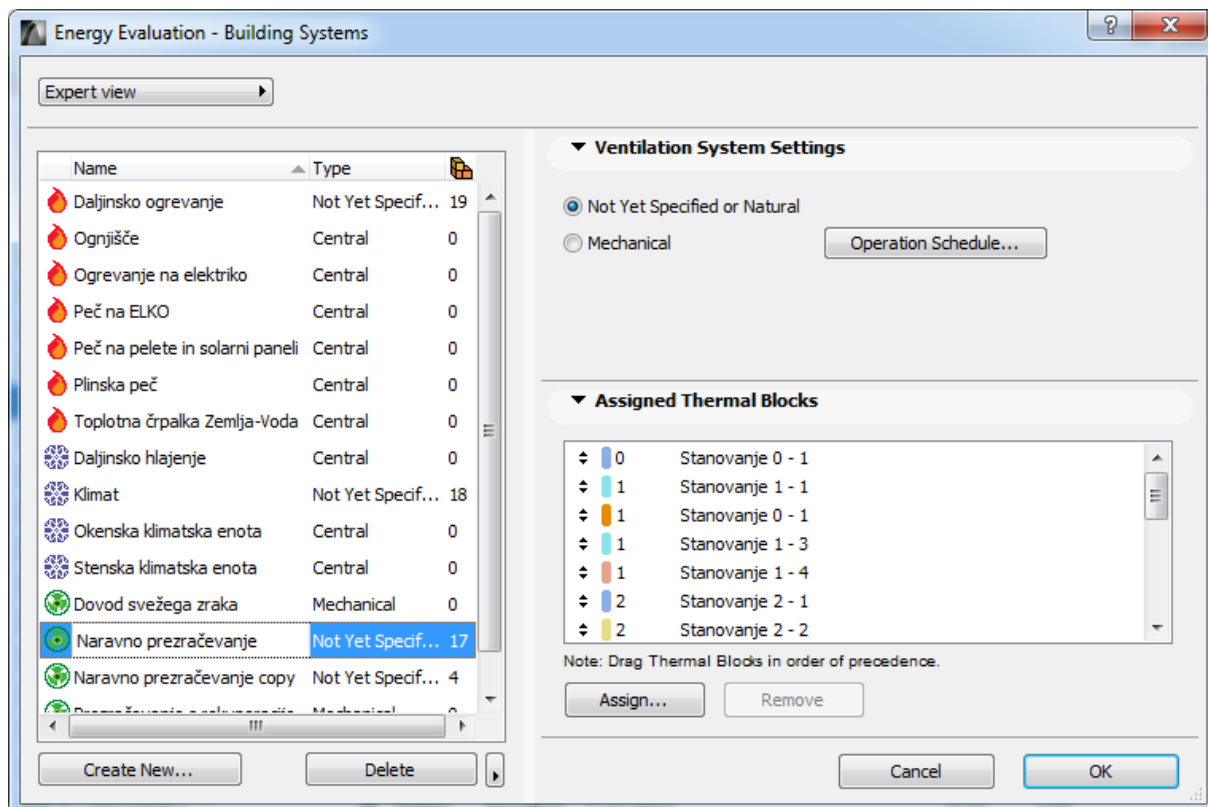 Energy Evaluation - Building Systems
Expert view
Name Type
Daljinsko ogrevanje Not Yet Specif... 19
Ognjišče Central 0
Ogrevanje na elektriko Central 0
Peč na ELKO Central 0
Peč na pelete in solarni paneli Central 0
Plinska peč Central 0
Toplotna črpalka Zemlja-Voda Central 0
Daljinsko hlajenje Central 0
Klimat Not Yet Specif... 18
Okenska klimatska enota Central 0
Stenska klimatska enota Central 0
Dovod svežega zraka Mechanical 0
Naravno prezračevanje Not Yet Specif... 17
Naravno prezračevanje copy Not Yet Specif... 4
Create New...
Delete
Ventilation System Settings
Not Yet Specified or Natural
Mechanical
Operation Schedule...
Assigned Thermal Blocks
0 Stanovanje 0 - 1
1 Stanovanje 1 - 1
1 Stanovanje 0 - 1
1 Stanovanje 1 - 3
1 Stanovanje 1 - 4
2 Stanovanje 2 - 1
2 Stanovanje 2 - 2
Note: Drag Thermal Blocks in order of precedence.
Assign...
Remove
Cancel
OK